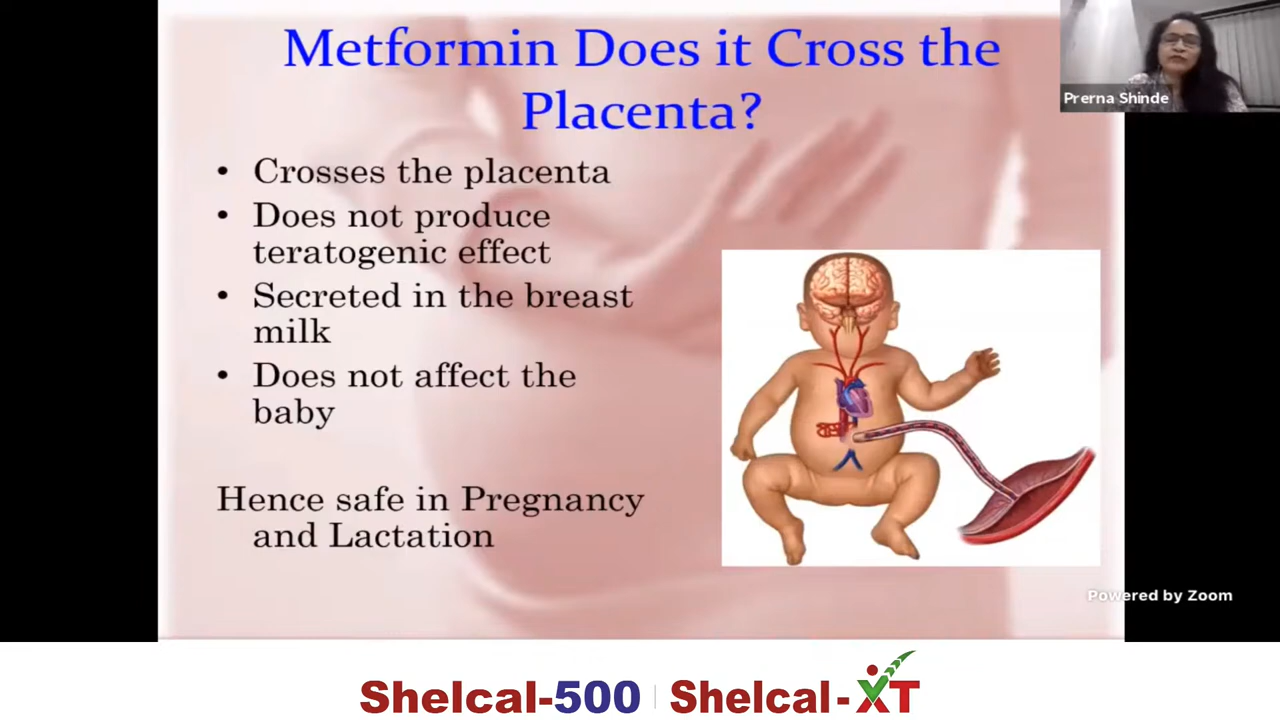 Metformin Does it Cross the
Placenta?
Prerna Shinde
• Crosses the placenta
• Does not produce
teratogenic effect
• Secreted in the breast
milk
• Does not affect the
baby
Hence safe in Pregnancy
and Lactation
Powered by Zoom
Shelcal-500 | Shelcal-XT